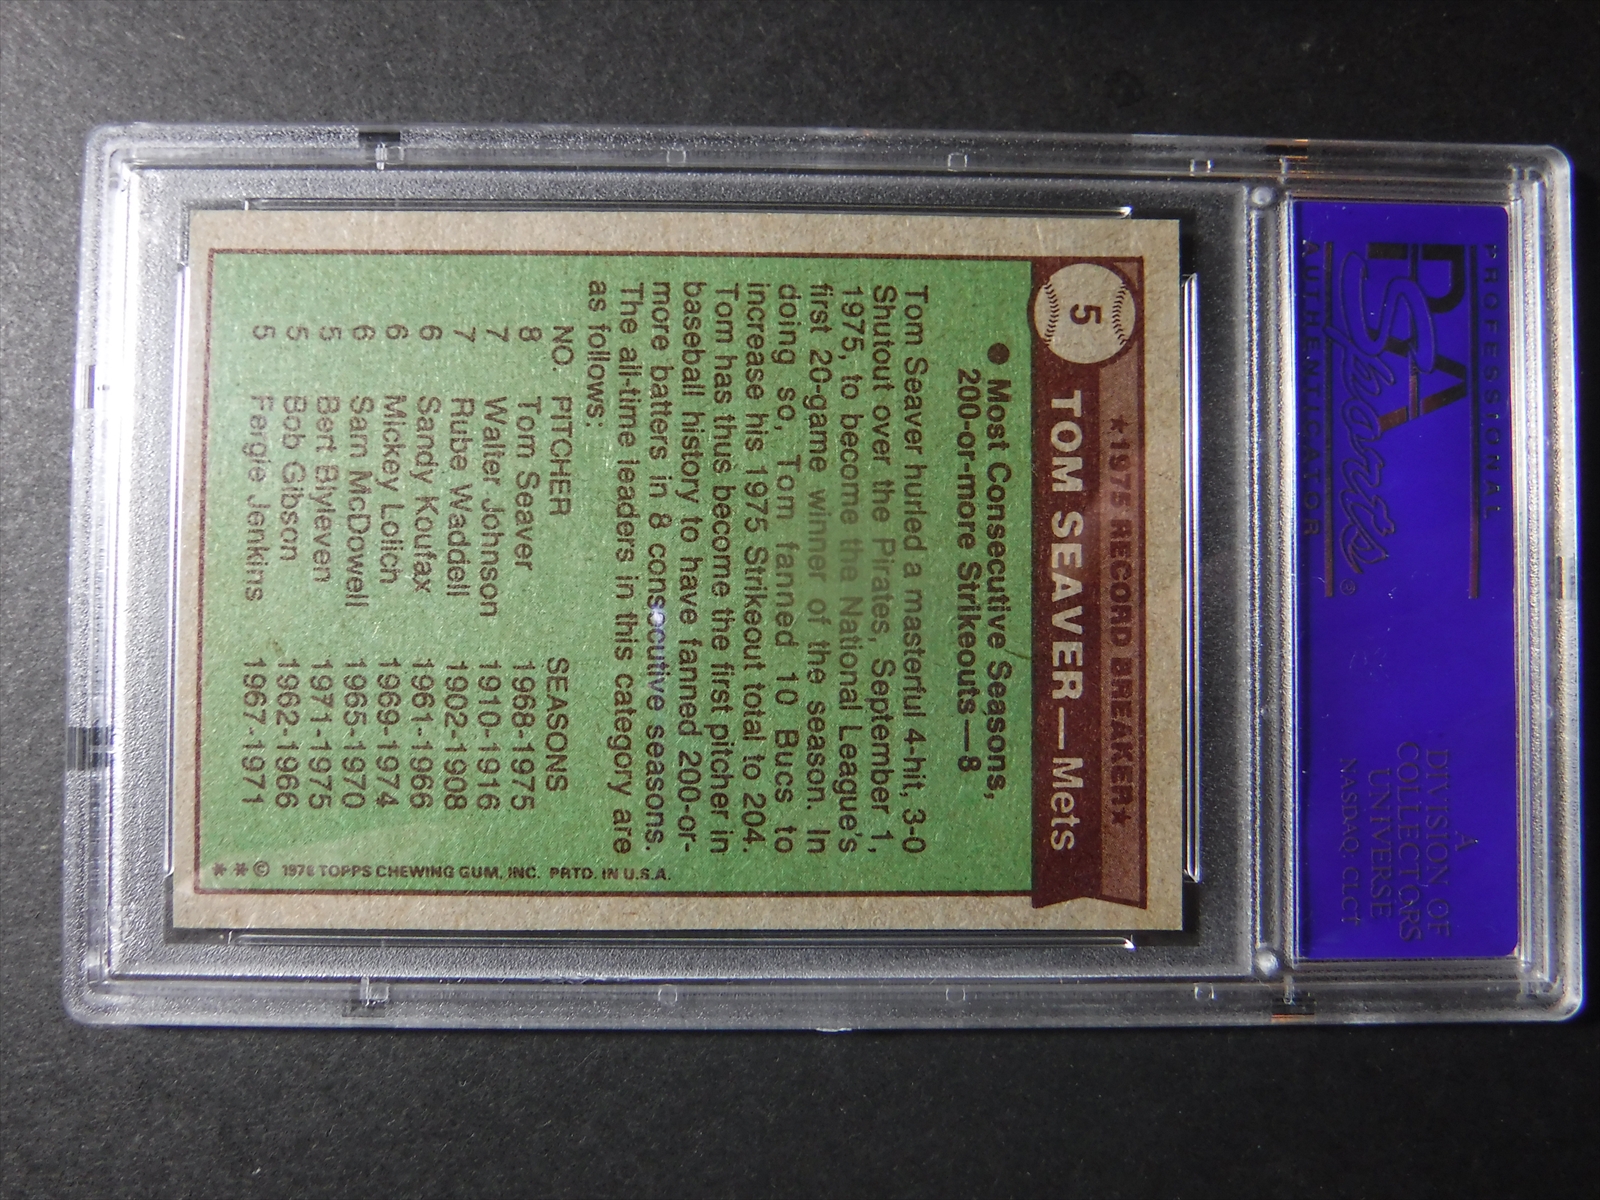 PROFESSIONAL
PSA
Sports®
AUTHENTICATOR
A
DIVISION OF
COLLECTORS
UNIVERSE
NASDAQ: CLCT
★1975 RECORD BREAKER★
5
TOM SEAVER—Mets
● Most Consecutive Seasons,
200-or-more Strikeouts—8
Tom Seaver hurled a masterful 4-hit, 3-0
Shutout over the Pirates, September 1,
1975, to become the National League's
first 20-game winner of the season. In
doing so, Tom fanned 10 Bucs to
increase his 1975 Strikeout total to 204.
Tom has thus become the first pitcher in
baseball history to have fanned 200-or-
more batters in 8 consecutive seasons.
The all-time leaders in this category are
as follows:
NO. PITCHER SEASONS
8 Tom Seaver 1968-1975
7 Walter Johnson 1910-1916
7 Rube Waddell 1902-1908
6 Sandy Koufax 1961-1966
6 Mickey Lolich 1969-1974
6 Sam McDowell 1965-1970
5 Bert Blyleven 1971-1975
5 Bob Gibson 1962-1966
5 Fergie Jenkins 1967-1971
** © 1976 TOPPS CHEWING GUM, INC. PRTD. IN U.S.A.